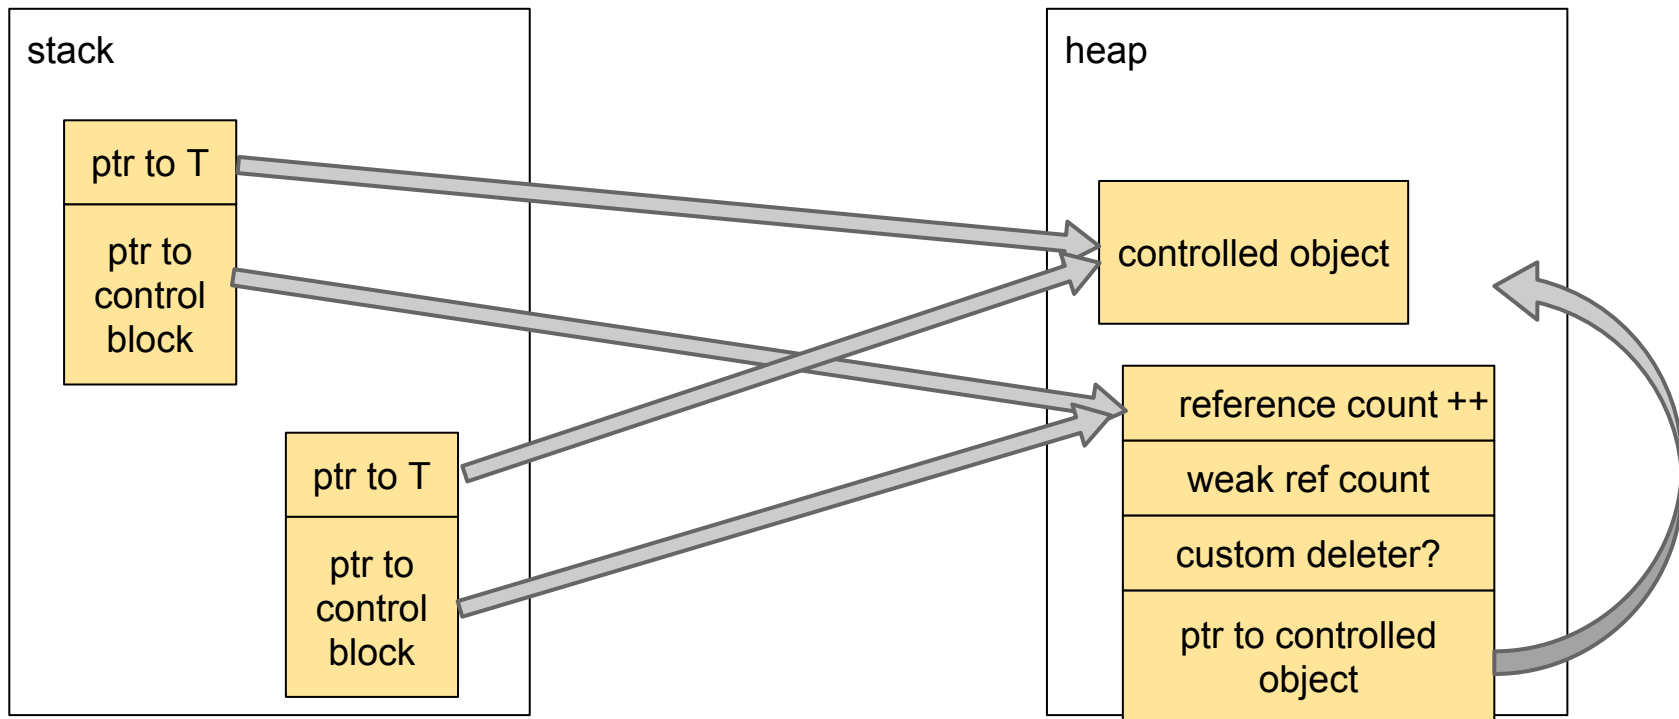 stack
ptr to T
ptr to
control
block
ptr to T
ptr to
control
block
heap
controlled object
reference count ++
weak ref count
custom deleter?
ptr to controlled
object